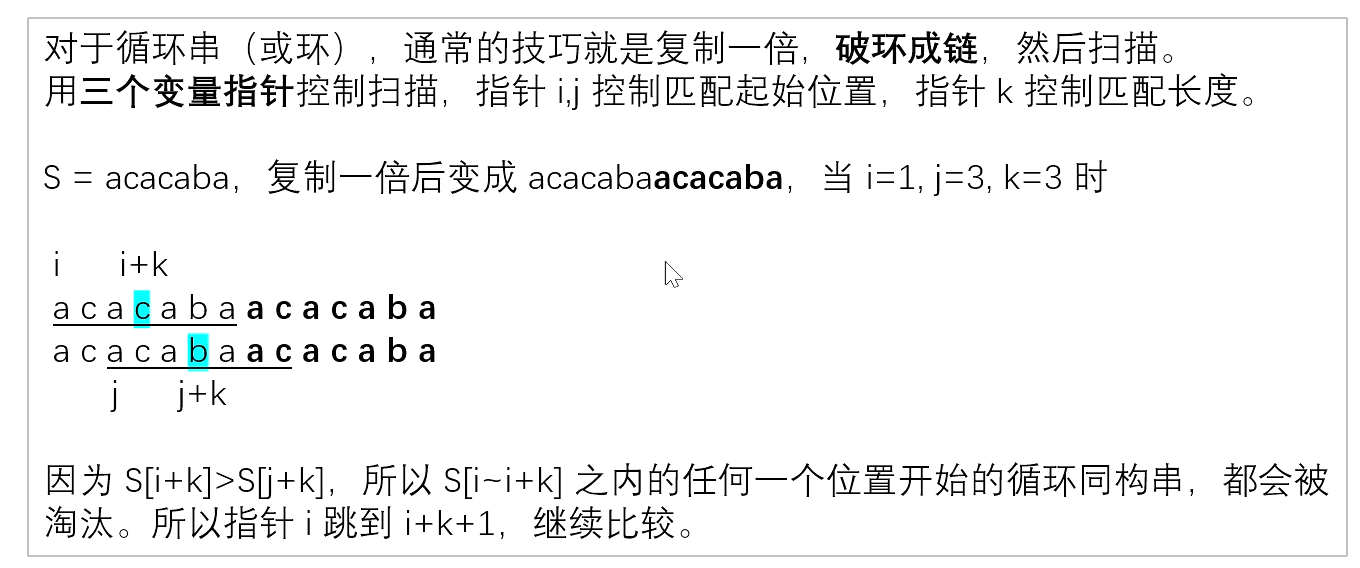 对于循环串（或环），通常的技巧就是复制一倍，破环成链，然后扫描。
用三个变量指针控制扫描，指针 i,j 控制匹配起始位置，指针 k 控制匹配长度。
S = acacaba，复制一倍后变成 acacabaacacaba，当 i=1, j=3, k=3 时
i i+k
a c a c a b a a c a c a b a
a c a c a b a a c a c a b a
j j+k
因为 S[i+k]>S[j+k]，所以 S[i~i+k] 之内的任何一个位置开始的循环同构串，都会被
淘汰。所以指针 i 跳到 i+k+1，继续比较。